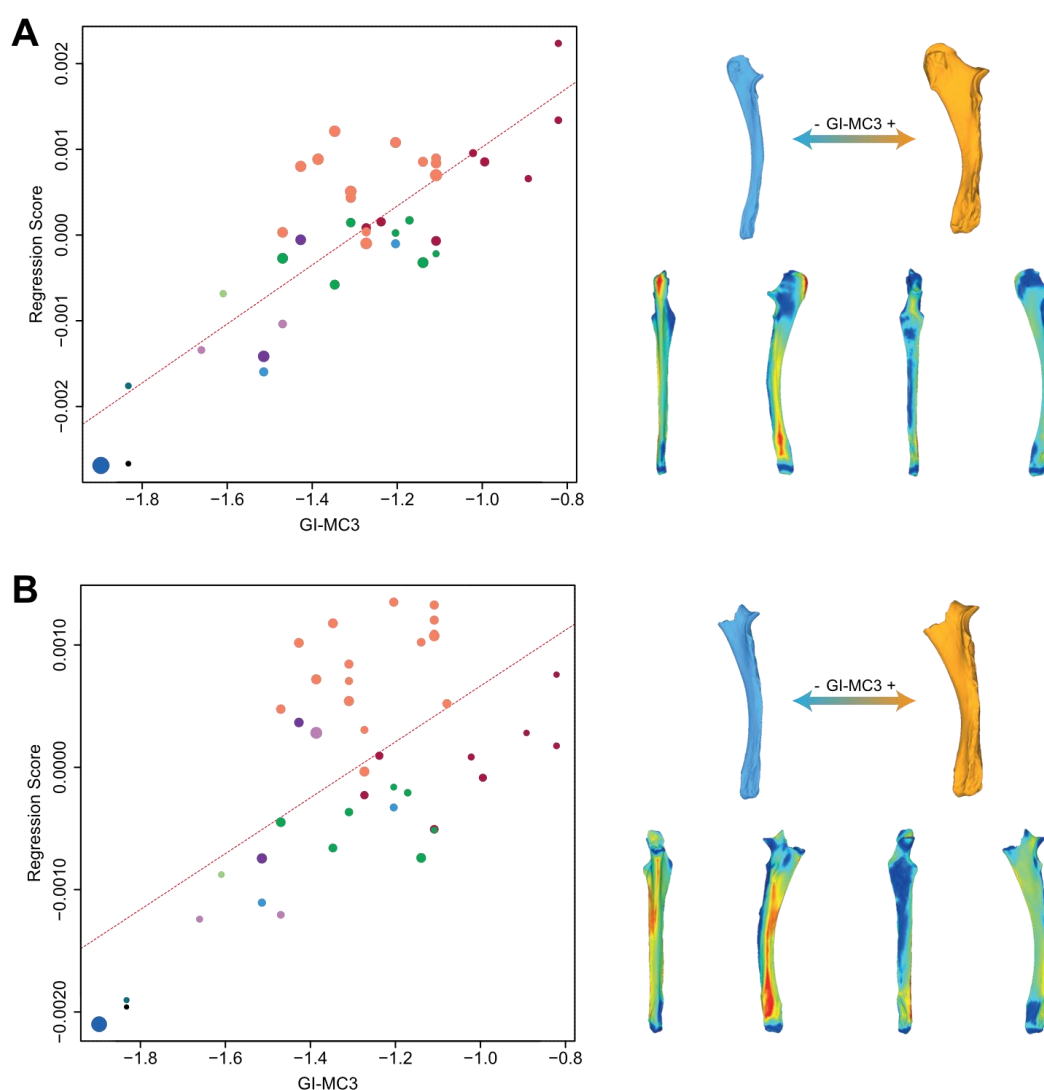 A
Regression Score
0.002
0.001
0.000
−0.001
−0.002
−1.8 −1.6 −1.4 −1.2 −1.0 −0.8
GI-MC3
- GI-MC3 +
B
Regression Score
0.0010
0.0000
−0.0010
−0.0020
−1.8 −1.6 −1.4 −1.2 −1.0 −0.8
GI-MC3
- GI-MC3 +